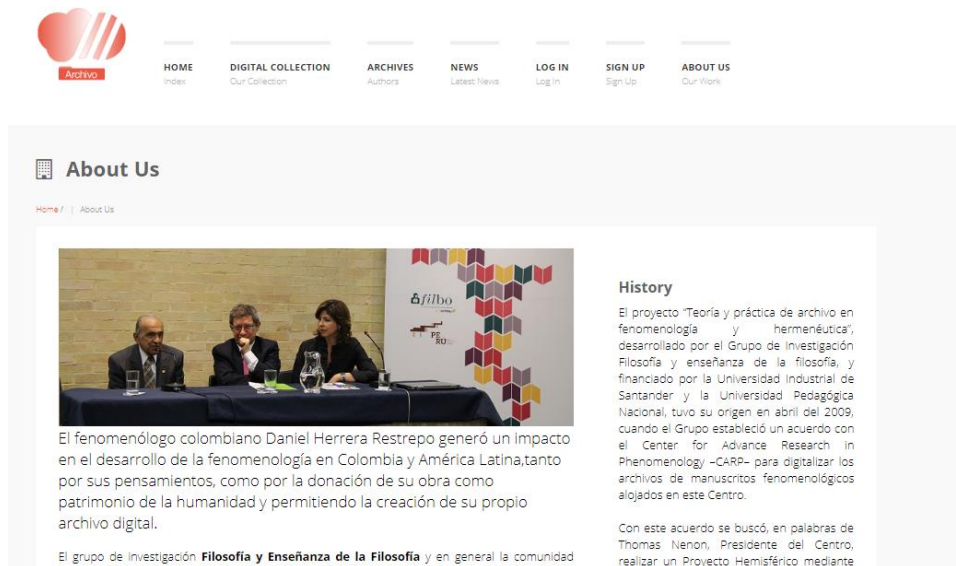 Archivo
HOME
Index
DIGITAL COLLECTION
Our Collection
ARCHIVES
Authors
NEWS
Latest News
LOG IN
Log In
SIGN UP
Sign Up
ABOUT US
Our Work
About Us
Home / | About Us
filbo
PE
RU
El fenomenólogo colombiano Daniel Herrera Restrepo generó un impacto
en el desarrollo de la fenomenología en Colombia y América Latina,tanto
por sus pensamientos, como por la donación de su obra como
patrimonio de la humanidad y permitiendo la creación de su propio
archivo digital.
El grupo de investigación Filosofía y Enseñanza de la Filosofía y en general la comunidad
History
El proyecto "Teoría y práctica de archivo en
fenomenología y hermenéutica",
desarrollado por el Grupo de Investigación
Filosofía y enseñanza de la filosofía, y
financiado por la Universidad Industrial de
Santander y la Universidad Pedagógica
Nacional, tuvo su origen en abril del 2009,
cuando el Grupo estableció un acuerdo con
el Center for Advance Research in
Phenomenology –CARP– para digitalizar los
archivos de manuscritos fenomenológicos
alojados en este Centro.
Con este acuerdo se buscó, en palabras de
Thomas Nenon, Presidente del Centro,
realizar un Proyecto Hemisférico mediante